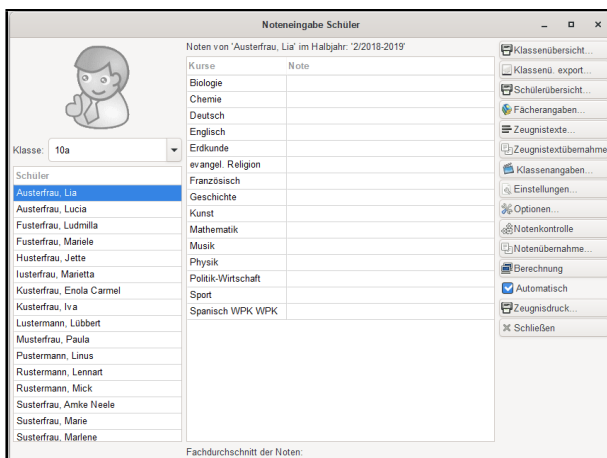 Noteneingabe Schüler
Noten von 'Austerfrau, Lia' im Halbjahr: '2/2018-2019'
Klasse: 10a
Schüler
Austerfrau, Lia
Austerfrau, Lucia
Fusterfrau, Ludmilla
Fusterfrau, Mariele
Husterfrau, Jette
Iusterfrau, Marietta
Kusterfrau, Enola Carmel
Kusterfrau, Iva
Lustermann, Lübbert
Musterfrau, Paula
Pustermann, Linus
Rustermann, Lennart
Rustermann, Mick
Susterfrau, Amke Neele
Susterfrau, Marie
Susterfrau, Marlene
Kurse Note
Biologie
Chemie
Deutsch
Englisch
Erdkunde
evangel. Religion
Französisch
Geschichte
Kunst
Mathematik
Musik
Physik
Politik-Wirtschaft
Sport
Spanisch WPK WPK
Fachdurchschnitt der Noten:
Klassenübersicht...
Klassenü. export...
Schülerübersicht...
Fächerangaben...
Zeugnistexte...
Zeugnistextübernahme
Klassenangaben...
Einstellungen...
Optionen...
Notenkontrolle
Notenübernahme...
Berechnung
Automatisch
Zeugnisdruck...
Schließen